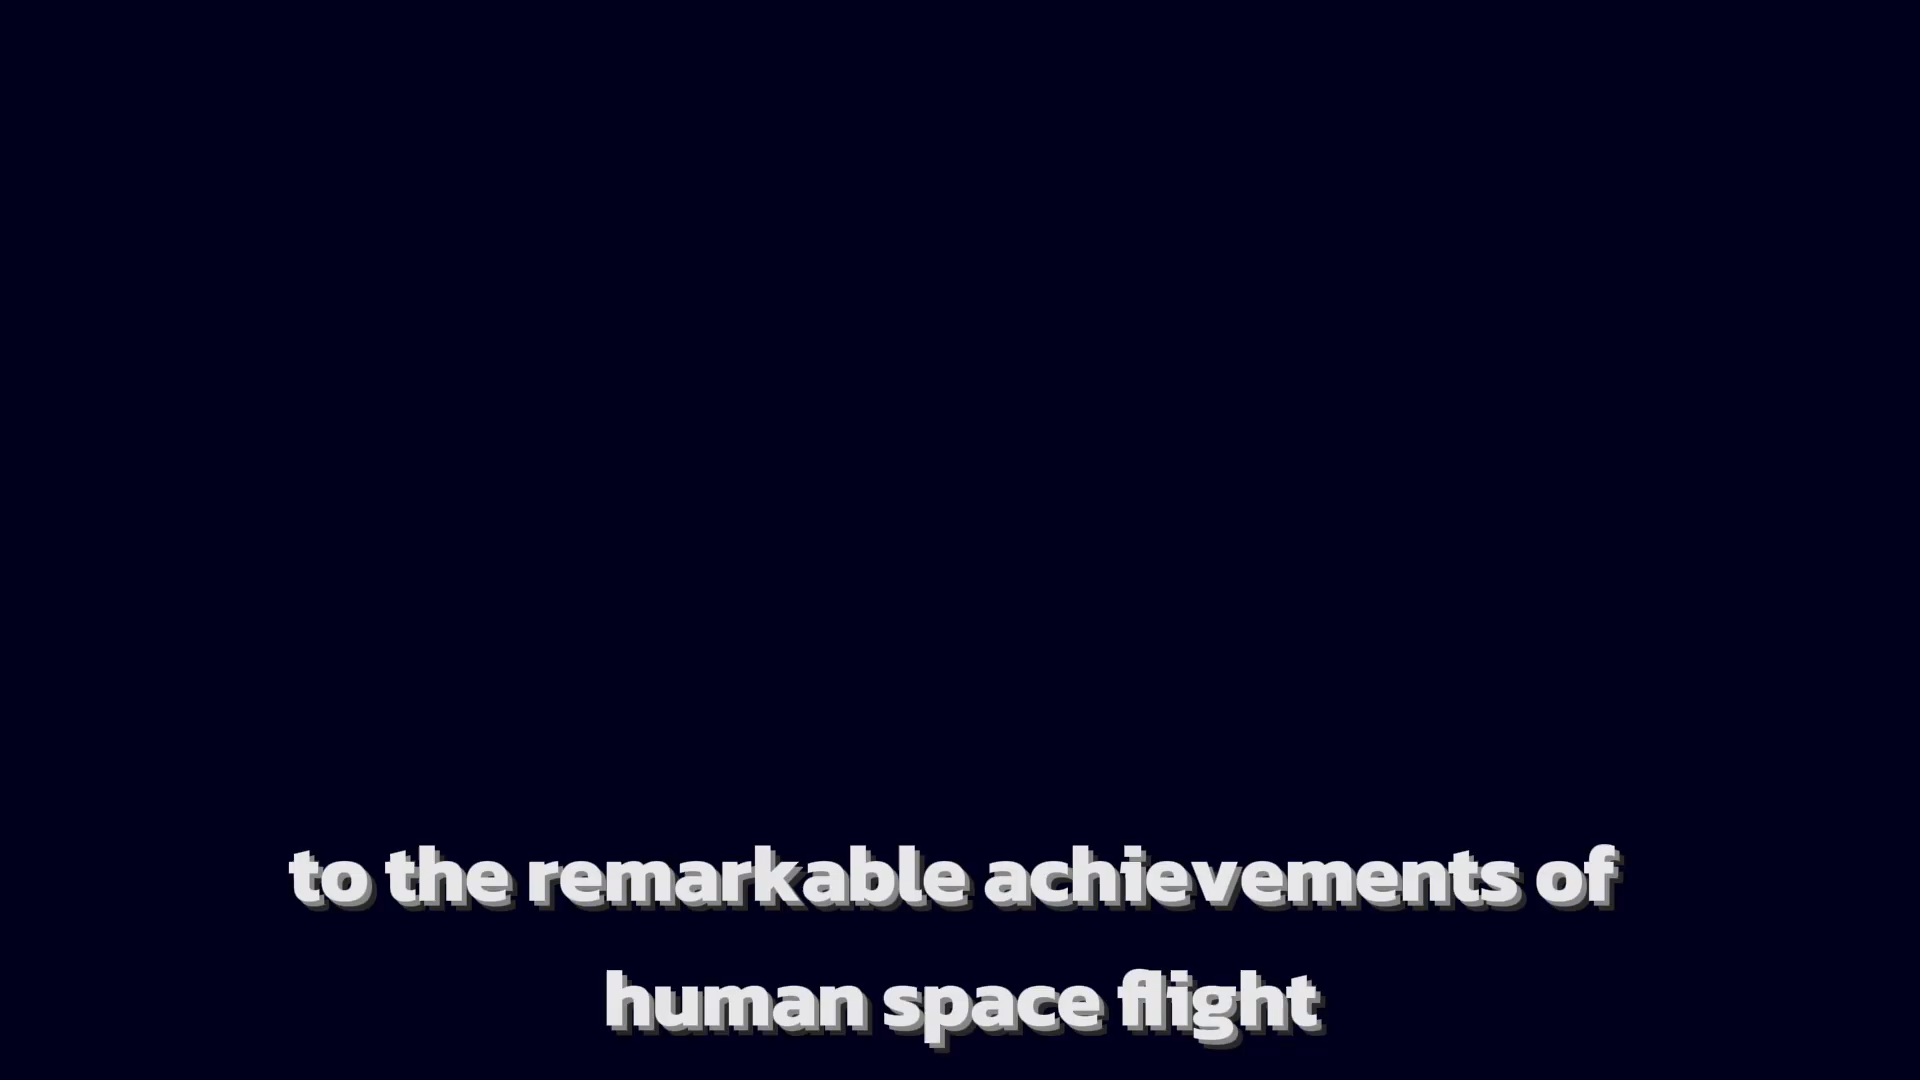 to the remarkable achievements of
human space flight